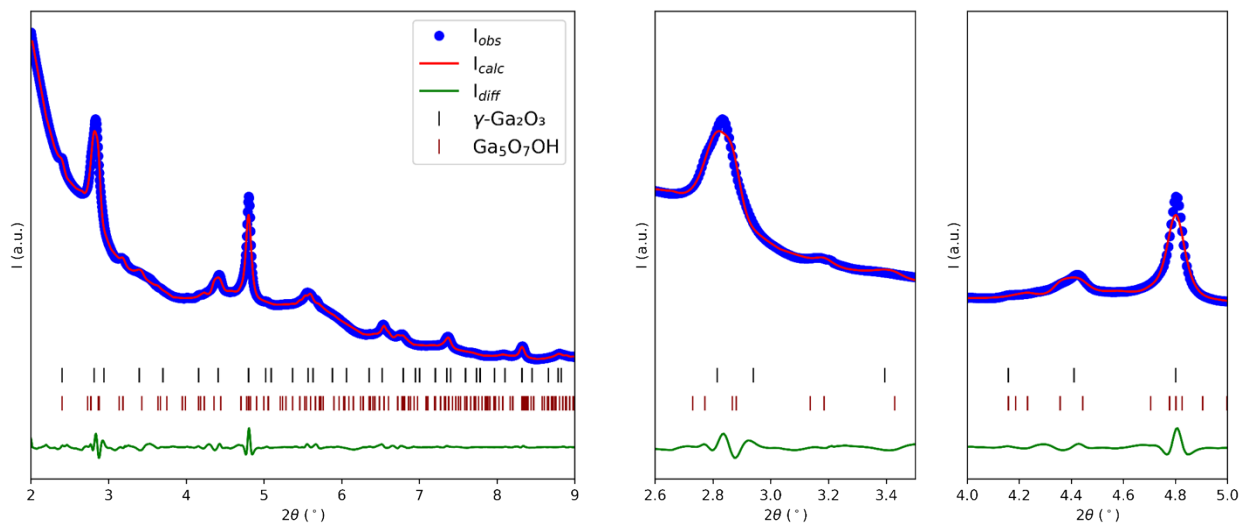 I (a.u.)
I_obs
I_calc
I_diff
γ-Ga₂O₃
Ga₅O₇OH
2 3 4 5 6 7 8 9
2θ (°)
I (a.u.)
2.6 2.8 3.0 3.2 3.4
2θ (°)
I (a.u.)
4.0 4.2 4.4 4.6 4.8 5.0
2θ (°)